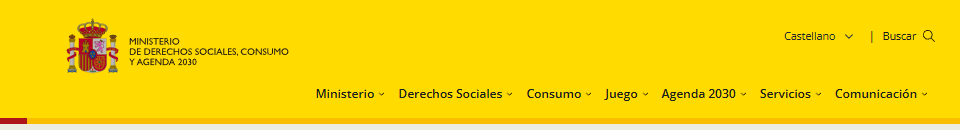 MINISTERIO
DE DERECHOS SOCIALES, CONSUMO
Y AGENDA 2030
Castellano | Buscar
Ministerio Derechos Sociales Consumo Juego Agenda 2030 Servicios Comunicación